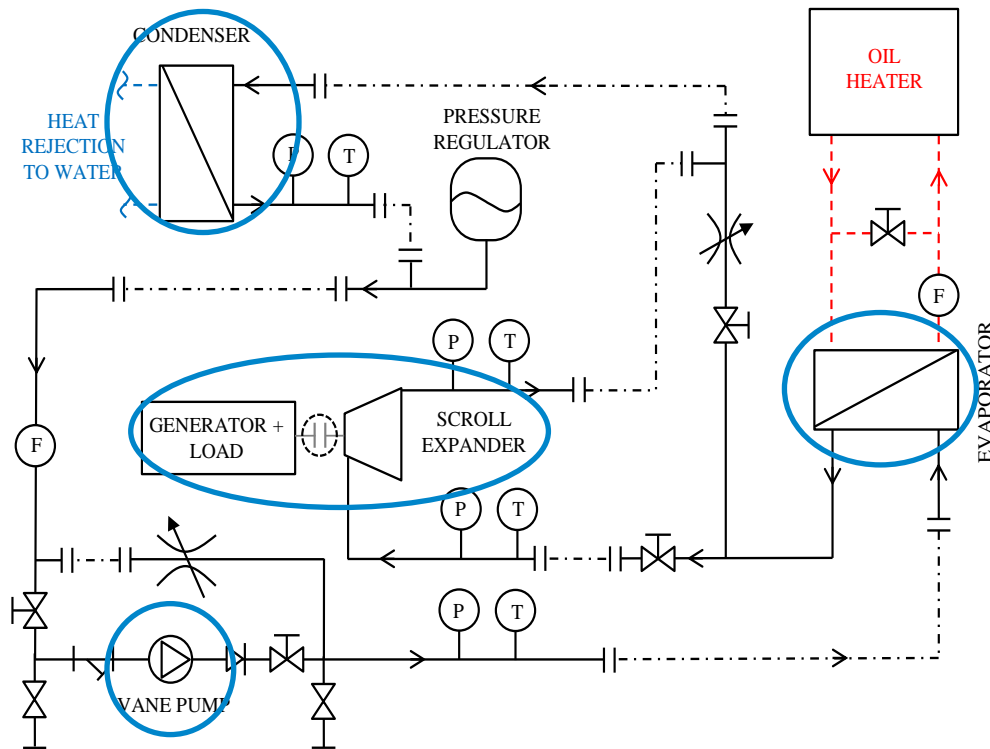 CONDENSER
OIL
HEATER
HEAT
REJECTION
TO WATER
P
T
PRESSURE
REGULATOR
F
EVAPORATOR
P
T
GENERATOR +
LOAD
SCROLL
EXPANDER
F
P
T
P
T
VANE PUMP